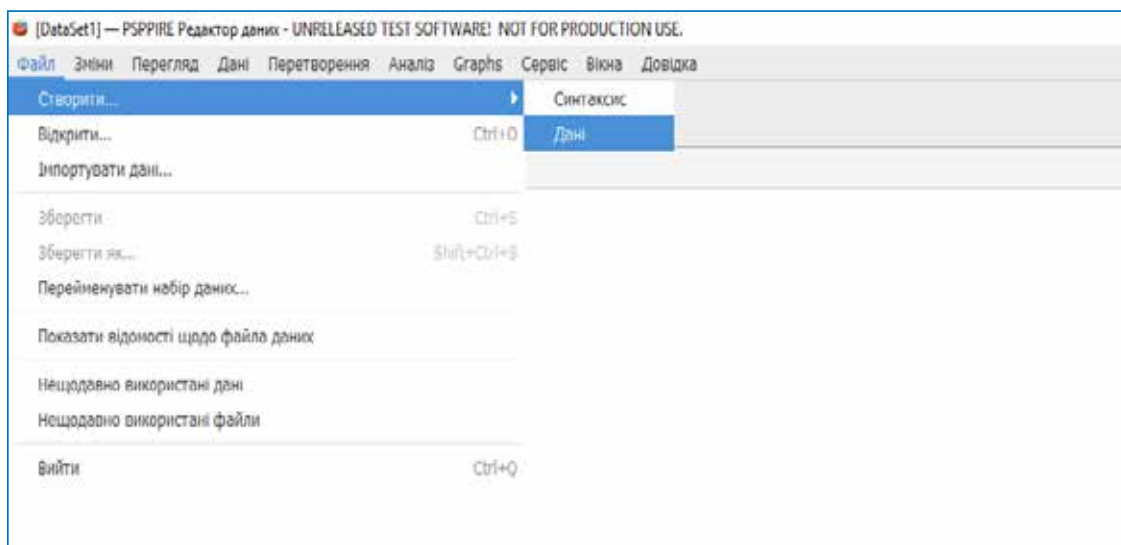 [DataSet1] — PSPPIRE Редактор даних - UNRELEASED TEST SOFTWARE! NOT FOR PRODUCTION USE.
Файл Зміни Перегляд Дані Перетворення Аналіз Graphs Сервіс Вікна Довідка
Створити... Синтаксис
Відкрити... Ctrl+O Дані
Імпортувати дані...
Зберегти Ctrl+S
Зберегти як... Shift+Ctrl+S
Перейменувати набір даних...
Показати відомості щодо файла даних
Нещодавно використані дані
Нещодавно використані файли
Вийти Ctrl+Q